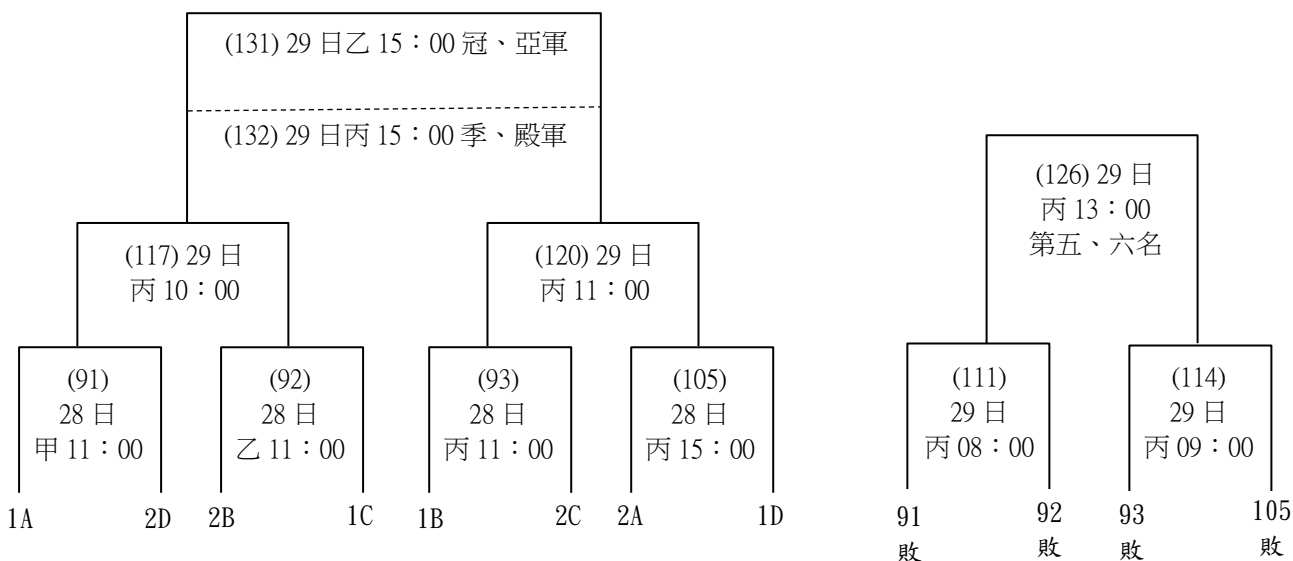 (131) 29 日乙 15：00 冠、亞軍
(132) 29 日丙 15：00 季、殿軍
(117) 29 日
丙 10：00
(120) 29 日
丙 11：00
(91)
28 日
甲 11：00
(92)
28 日
乙 11：00
(93)
28 日
丙 11：00
(105)
28 日
丙 15：00
1A
2D
2B
1C
1B
2C
2A
1D
(126) 29 日
丙 13：00
第五、六名
(111)
29 日
丙 08：00
(114)
29 日
丙 09：00
91
敗
92
敗
93
敗
105
敗